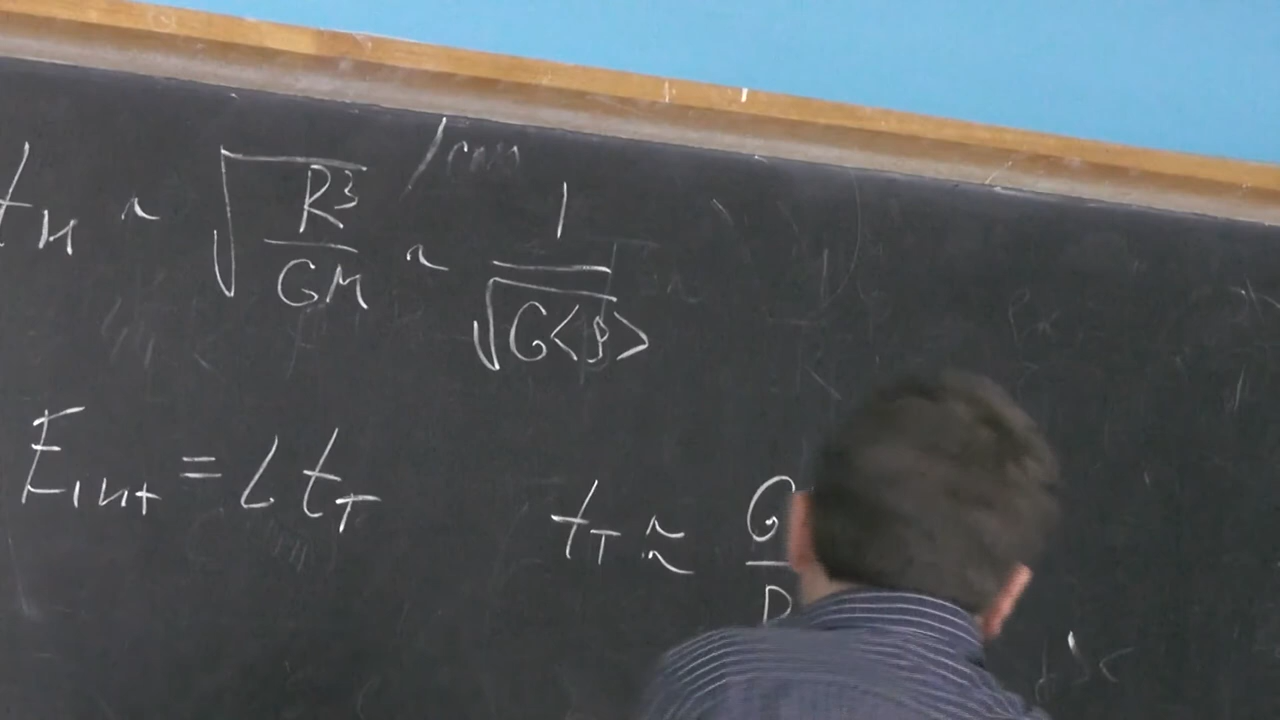 t_H ~ √(R³/GM) ~ 1/√(G<ρ>)
E_int = L t_T
t_T ≈ G